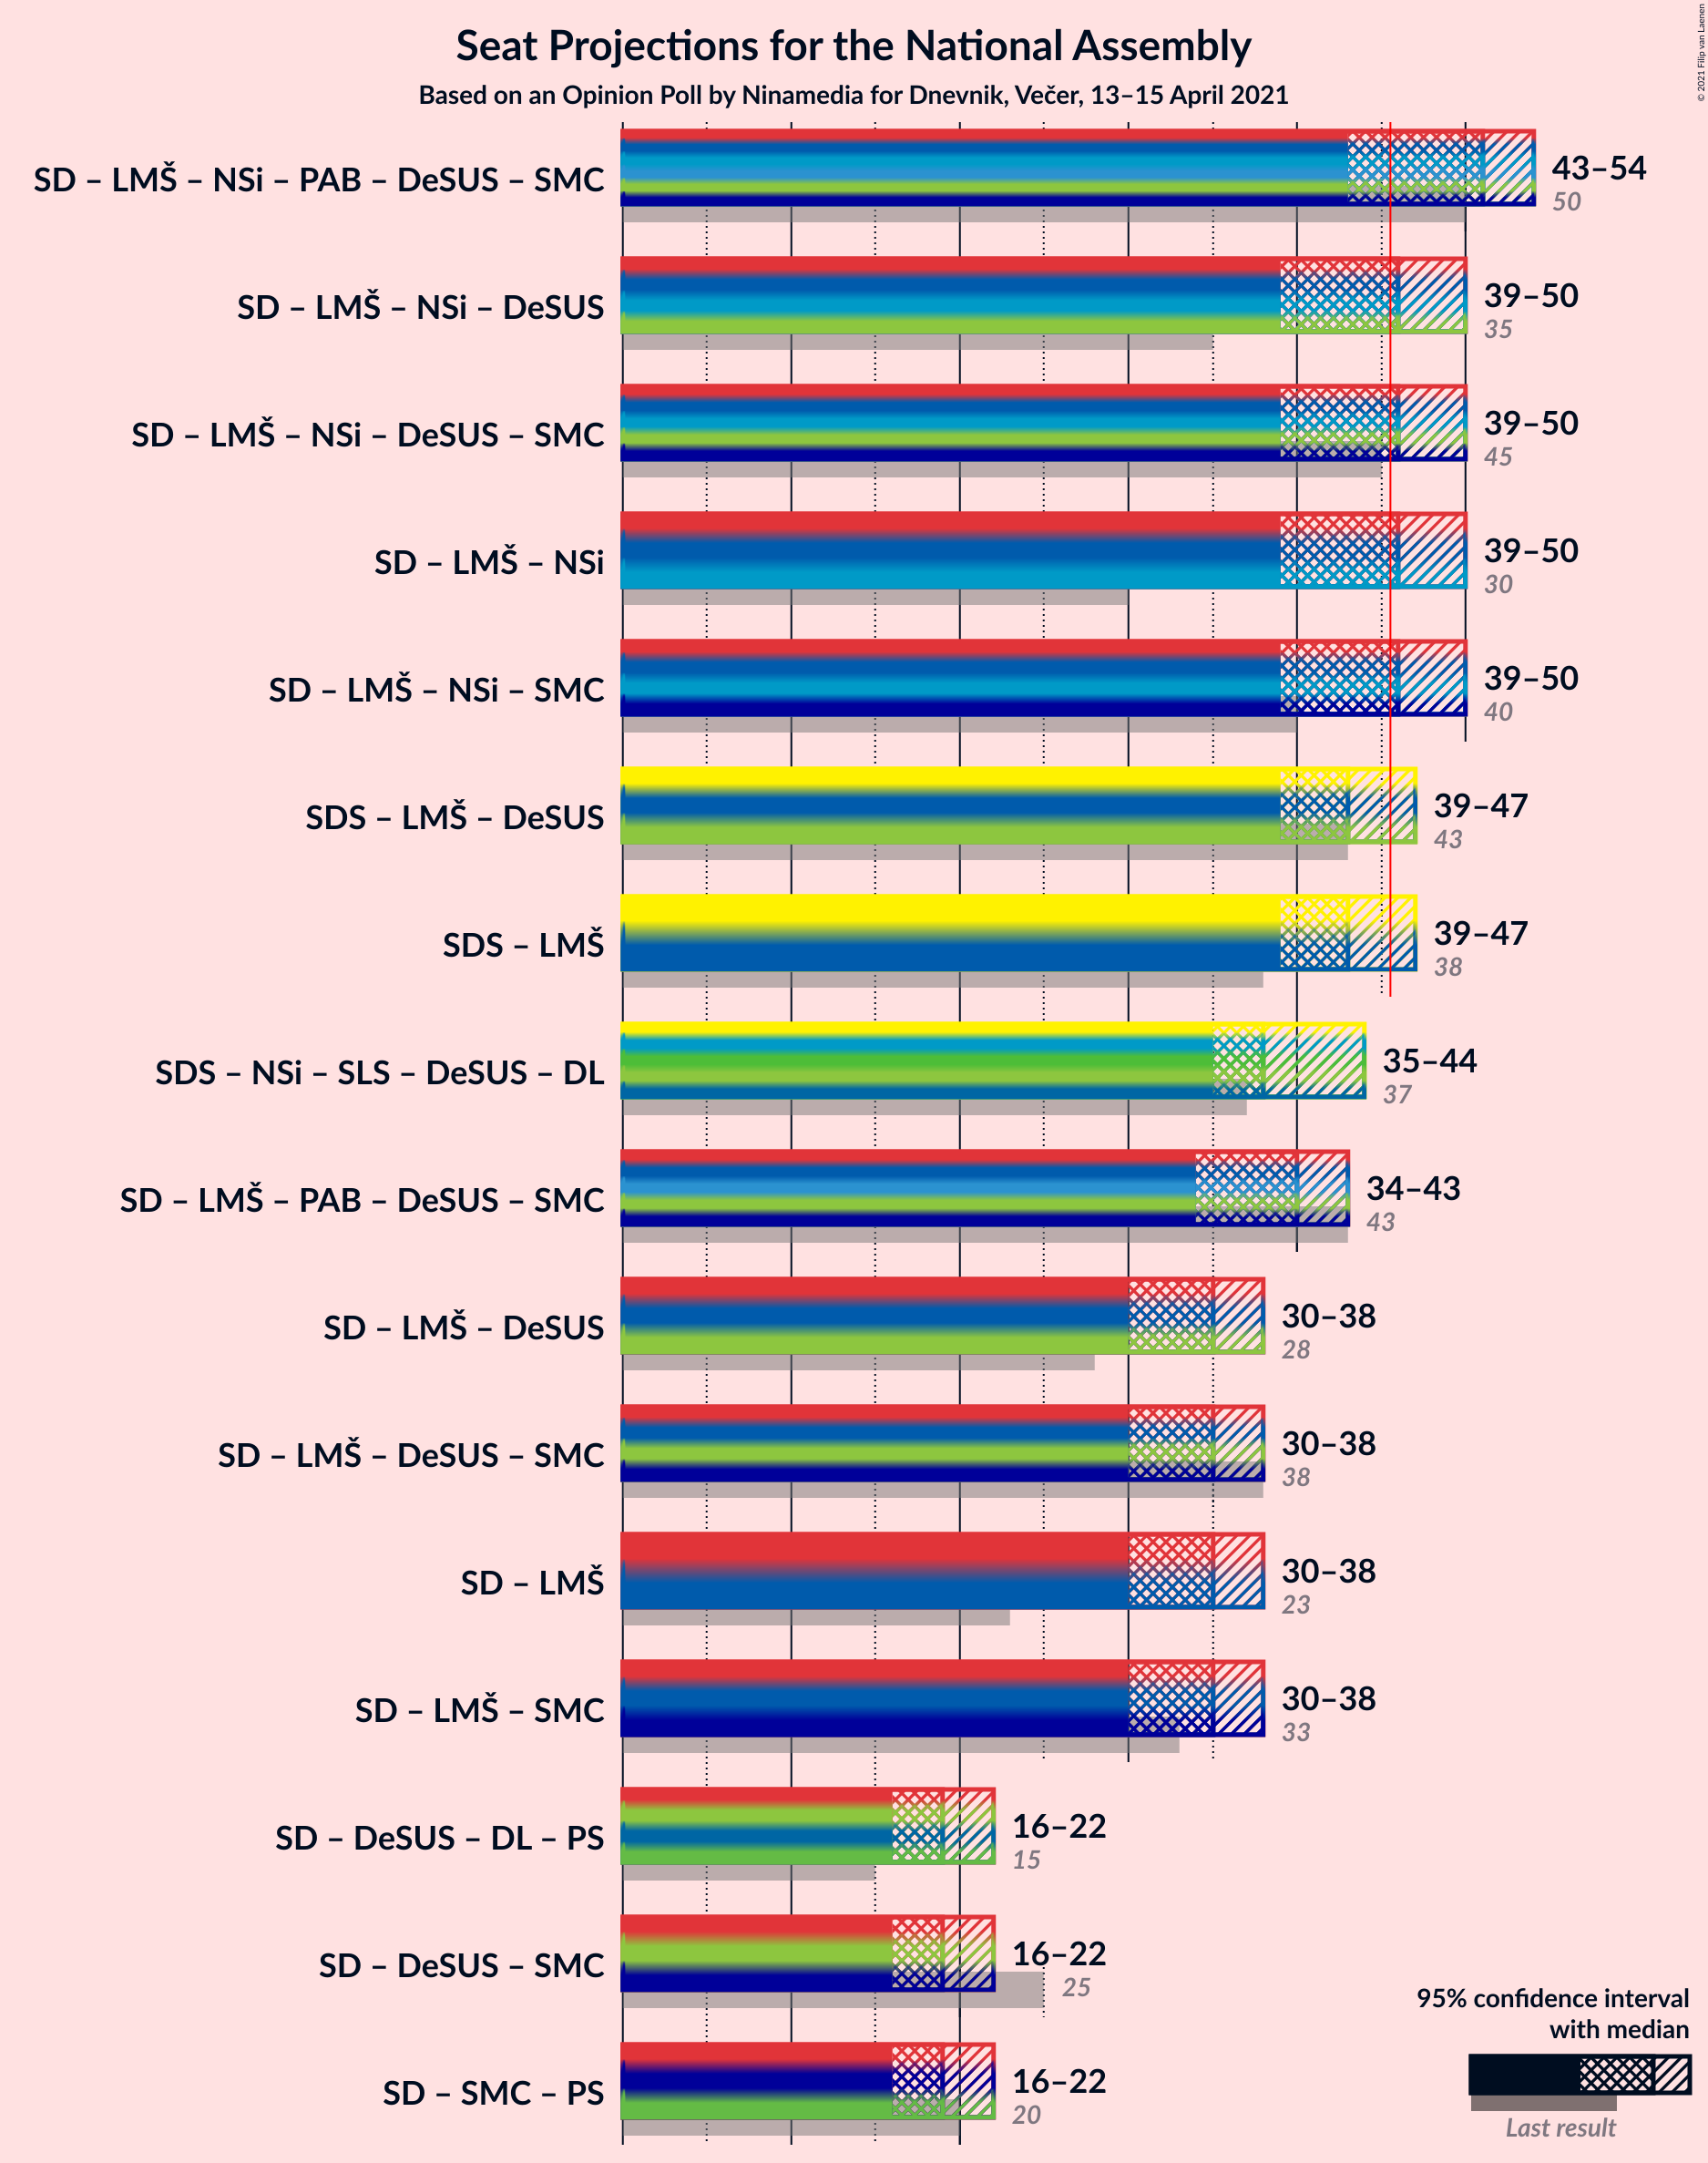 © 2021 Filip van Laenen
Seat Projections for the National Assembly
Based on an Opinion Poll by Ninamedia for Dnevnik, Večer, 13–15 April 2021
SD – LMŠ – NSi – PAB – DeSUS – SMC
43–54
50
SD – LMŠ – NSi – DeSUS
39–50
35
SD – LMŠ – NSi – DeSUS – SMC
39–50
45
SD – LMŠ – NSi
39–50
30
SD – LMŠ – NSi – SMC
39–50
40
SDS – LMŠ – DeSUS
39–47
43
SDS – LMŠ
39–47
38
SDS – NSi – SLS – DeSUS – DL
35–44
37
SD – LMŠ – PAB – DeSUS – SMC
34–43
43
SD – LMŠ – DeSUS
30–38
28
SD – LMŠ – DeSUS – SMC
30–38
38
SD – LMŠ
30–38
23
SD – LMŠ – SMC
30–38
33
SD – DeSUS – DL – PS
16–22
15
SD – DeSUS – SMC
16–22
25
SD – SMC – PS
16–22
20
95% confidence interval
with median
Last result